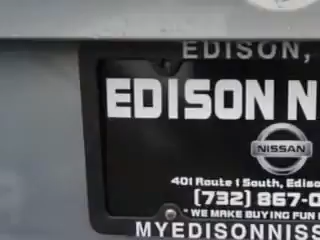 EDISON,
EDISON N
NISSAN
401 Route 1 South, Ediso
(732) 867-0
"WE MAKE BUYING FUN
MYEDISONNISS